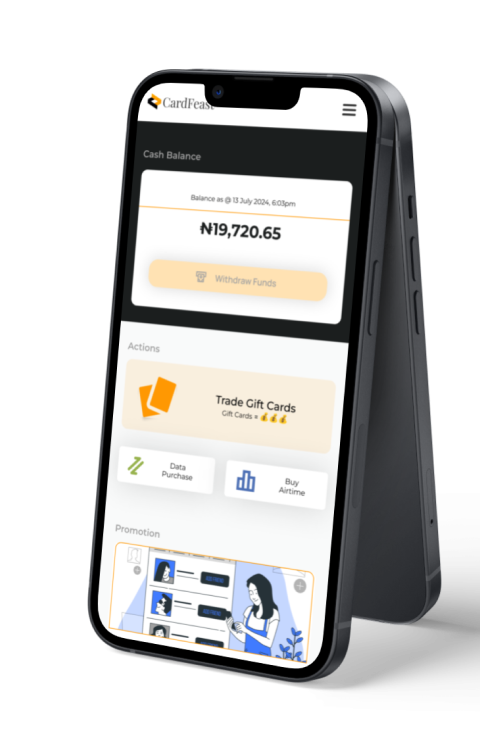 CardFeast
Cash Balance
Balance as @ 13 July 2024, 6:03pm
₦19,720.65
Withdraw Funds
Actions
Trade Gift Cards
Gift Cards = 💰💰💰
Data
Purchase
Buy
Airtime
Promotion